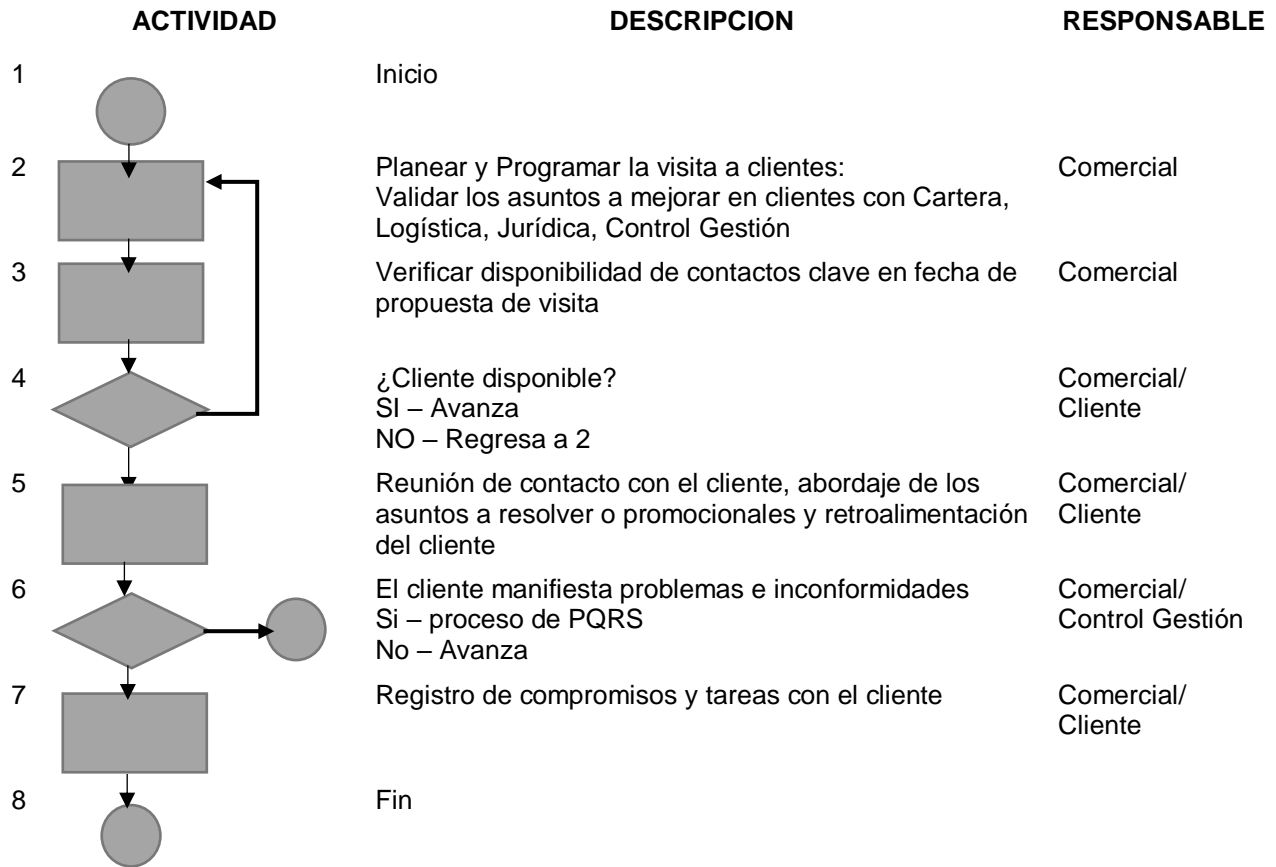 ACTIVIDAD DESCRIPCION RESPONSABLE
1 Inicio
2 Planear y Programar la visita a clientes: Comercial
Validar los asuntos a mejorar en clientes con Cartera,
Logística, Jurídica, Control Gestión
3 Verificar disponibilidad de contactos clave en fecha de Comercial
propuesta de visita
4 ¿Cliente disponible? Comercial/
SI – Avanza Cliente
NO – Regresa a 2
5 Reunión de contacto con el cliente, abordaje de los Comercial/
asuntos a resolver o promocionales y retroalimentación Cliente
del cliente
6 El cliente manifiesta problemas e inconformidades Comercial/
Si – proceso de PQRS Control Gestión
No – Avanza
7 Registro de compromisos y tareas con el cliente Comercial/
Cliente
8 Fin